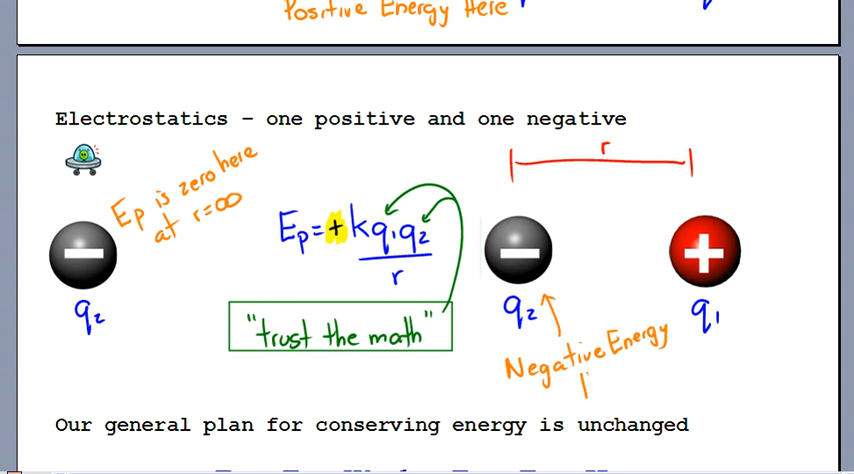 Positive Energy Here
Electrostatics – one positive and one negative
r
Ep is zero here
at r=∞
Ep=+kq1q2
r
q2
"trust the math"
q2
q1
Negative Energy
Our general plan for conserving energy is unchanged